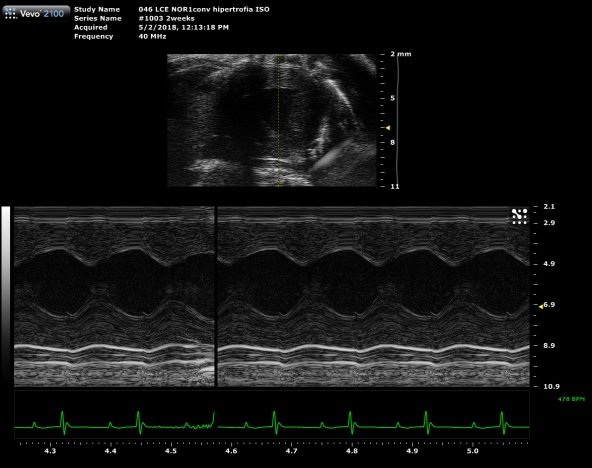 Vevo 2100
Study Name 046 LCE NOR1conv hipertrofia ISO
Series Name #1003 2weeks
Acquired 5/2/2018, 12:13:18 PM
Frequency 40 MHz
2 mm
5
8
11
2.1
2.9
4.9
6.9
8.9
10.9
478 BPM
4.3 4.4 4.5 4.6 4.7 4.8 4.9 5.0